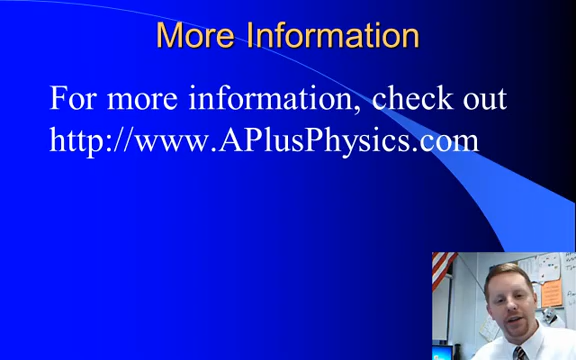 More Information
For more information, check out
http://www.APlusPhysics.com